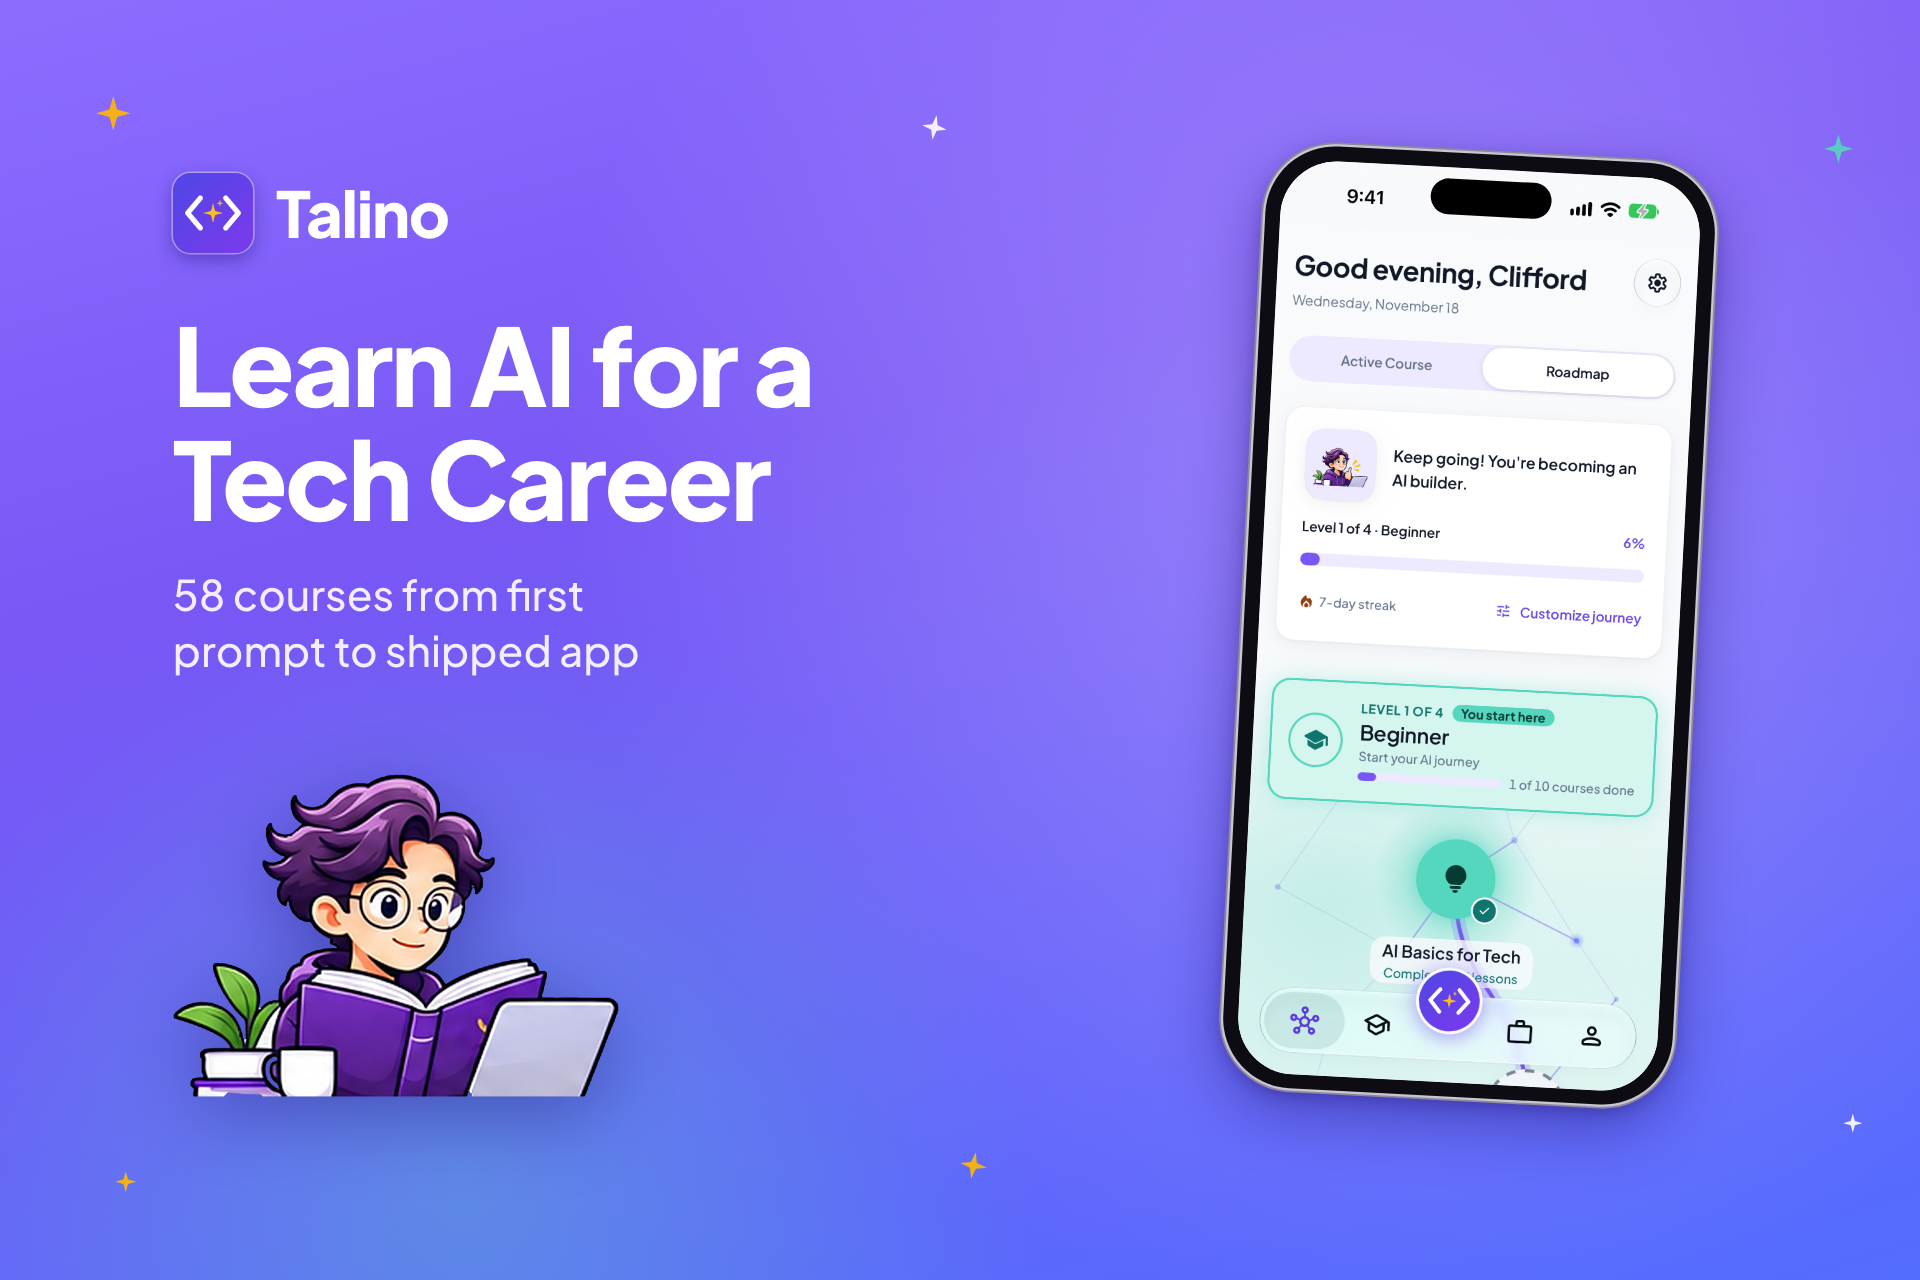 Talino
Learn AI for a
Tech Career
58 courses from first
prompt to shipped app
9:41
Good evening, Clifford
Wednesday, November 18
Active Course
Roadmap
Keep going! You're becoming an
AI builder.
Level 1 of 4 · Beginner
6%
7-day streak
Customize journey
LEVEL 1 OF 4
You start here
Beginner
Start your AI journey
1 of 10 courses done
AI Basics for Tech
lessons